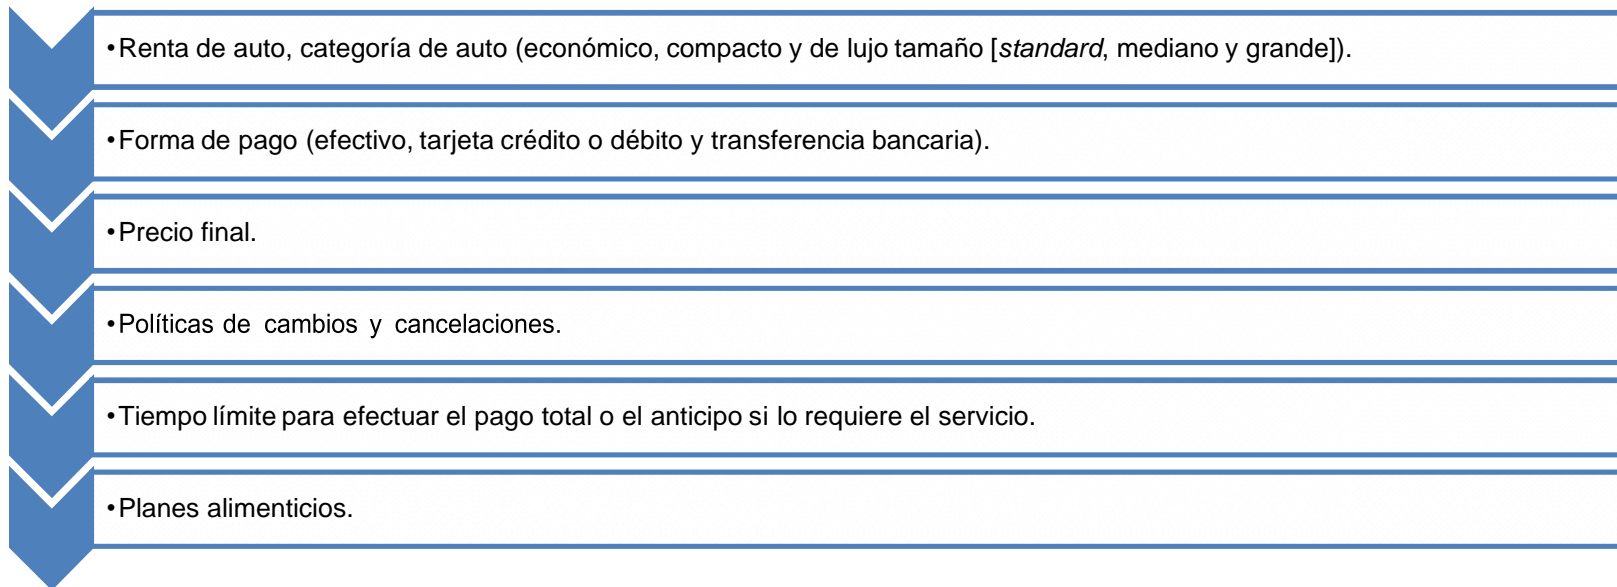 •Renta de auto, categoría de auto (económico, compacto y de lujo tamaño [standard, mediano y grande]).
•Forma de pago (efectivo, tarjeta crédito o débito y transferencia bancaria).
•Precio final.
•Políticas de cambios y cancelaciones.
•Tiempo límite para efectuar el pago total o el anticipo si lo requiere el servicio.
•Planes alimenticios.